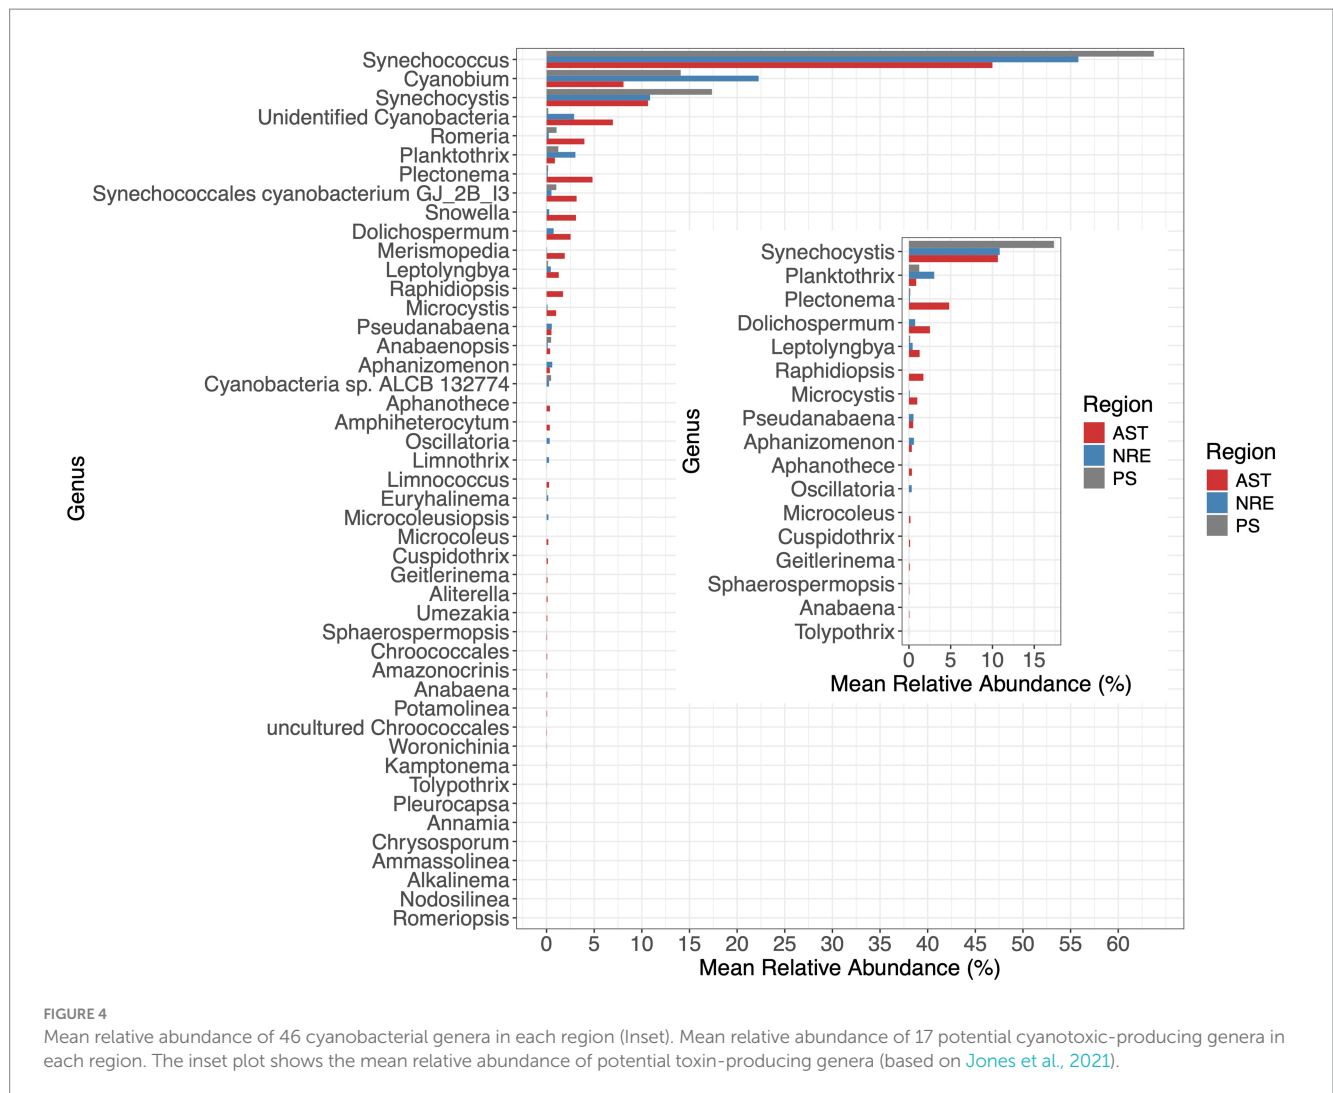 Synechococcus
Cyanobium
Synechocystis
Unidentified Cyanobacteria
Romeria
Planktothrix
Plectonema
Synechococcales cyanobacterium GJ_2B_I3
Snowella
Dolichospermum
Merismopedia
Leptolyngbya
Raphidiopsis
Microcystis
Pseudanabaena
Anabaenopsis
Aphanizomenon
Cyanobacteria sp. ALCB 132774
Aphanothece
Amphiheterocytum
Oscillatoria
Limnothrix
Limnococcus
Euryhalinema
Microcoleusiopsis
Microcoleus
Cuspidothrix
Geitlerinema
Aliterella
Umezakia
Sphaerospermopsis
Chroococcales
Amazonocrinis
Anabaena
Potamolinea
uncultured Chroococcales
Woronichinia
Kamptonema
Tolypothrix
Pleurocapsa
Annamia
Chrysosporum
Ammassolinea
Alkalinema
Nodosilinea
Romeriopsis
Genus
0 5 10 15 20 25 30 35 40 45 50 55 60
Mean Relative Abundance (%)
Synechocystis
Planktothrix
Plectonema
Dolichospermum
Leptolyngbya
Raphidiopsis
Microcystis
Pseudanabaena
Aphanizomenon
Aphanothece
Oscillatoria
Microcoleus
Cuspidothrix
Geitlerinema
Sphaerospermopsis
Anabaena
Tolypothrix
Genus
0 5 10 15
Mean Relative Abundance (%)
Region
AST
NRE
PS
Region
AST
NRE
PS
FIGURE 4
Mean relative abundance of 46 cyanobacterial genera in each region (Inset). Mean relative abundance of 17 potential cyanotoxic-producing genera in
each region. The inset plot shows the mean relative abundance of potential toxin-producing genera (based on Jones et al., 2021).